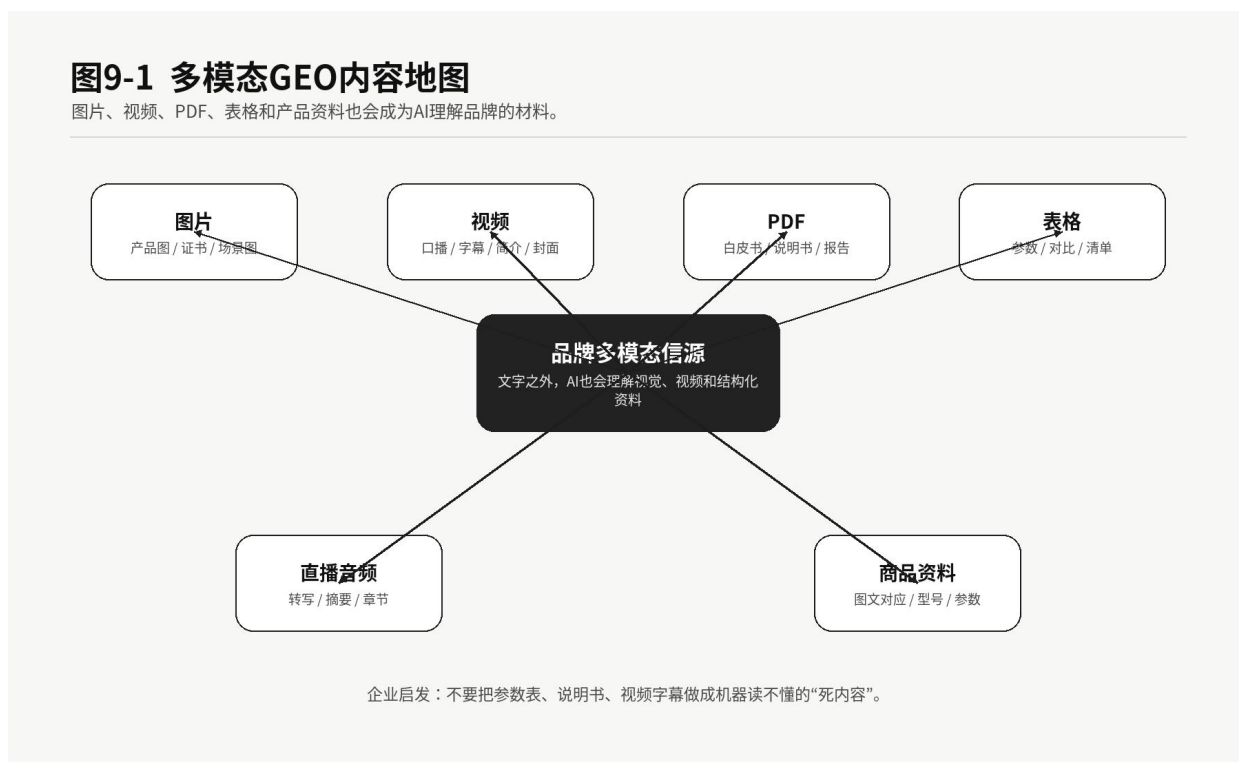 图9-1 多模态GEO内容地图
图片、视频、PDF、表格和产品资料也会成为AI理解品牌的材料。
图片
产品图 / 证书 / 场景图
视频
口播 / 字幕 / 简介 / 封面
PDF
白皮书 / 说明书 / 报告
表格
参数 / 对比 / 清单
品牌多模态信源
文字之外，AI也会理解视觉、视频和结构化
资料
直播音频
转写 / 摘要 / 章节
商品资料
图文对应 / 型号 / 参数
企业启发：不要把参数表、说明书、视频字幕做成机器读不懂的“死内容”。